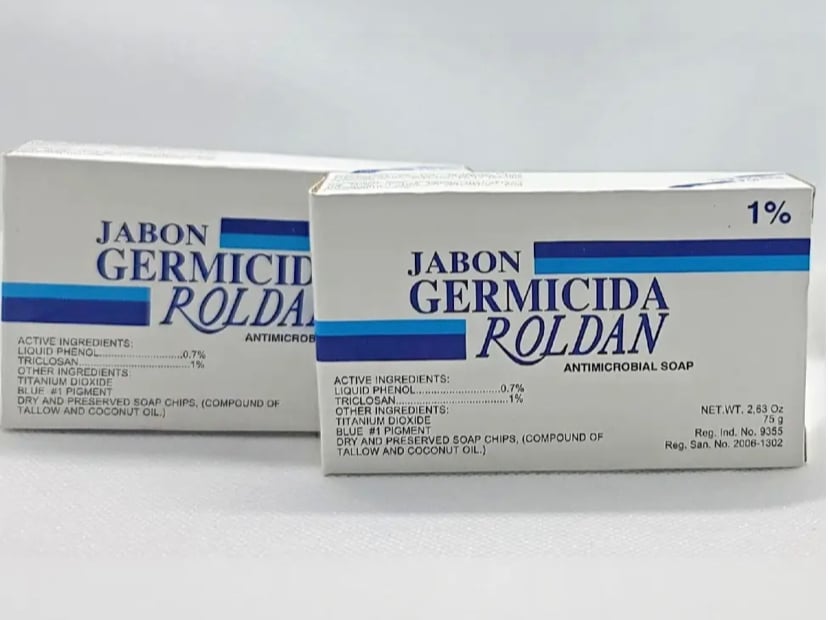 JABON
GERMICID
ROLDA
ANTIMICROB
ACTIVE INGREDIENTS:
LIQUID PHENOL..........................0.7%
TRICLOSAN..............................1%
OTHER INGREDIENTS:
TITANIUM DIOXIDE
BLUE #1 PIGMENT
DRY AND PRESERVED SOAP CHIPS, (COMPOUND OF
TALLOW AND COCONUT OIL.)
1%
JABON
GERMICIDA
ROLDAN
ANTIMICROBIAL SOAP
ACTIVE INGREDIENTS:
LIQUID PHENOL..........................0.7%
TRICLOSAN..............................1%
OTHER INGREDIENTS:
TITANIUM DIOXIDE
BLUE #1 PIGMENT
DRY AND PRESERVED SOAP CHIPS, (COMPOUND OF
TALLOW AND COCONUT OIL.)
NET.WT. 2,63 Oz
75 g
Reg. Ind. No. 9355
Reg. San. No. 2006-1302